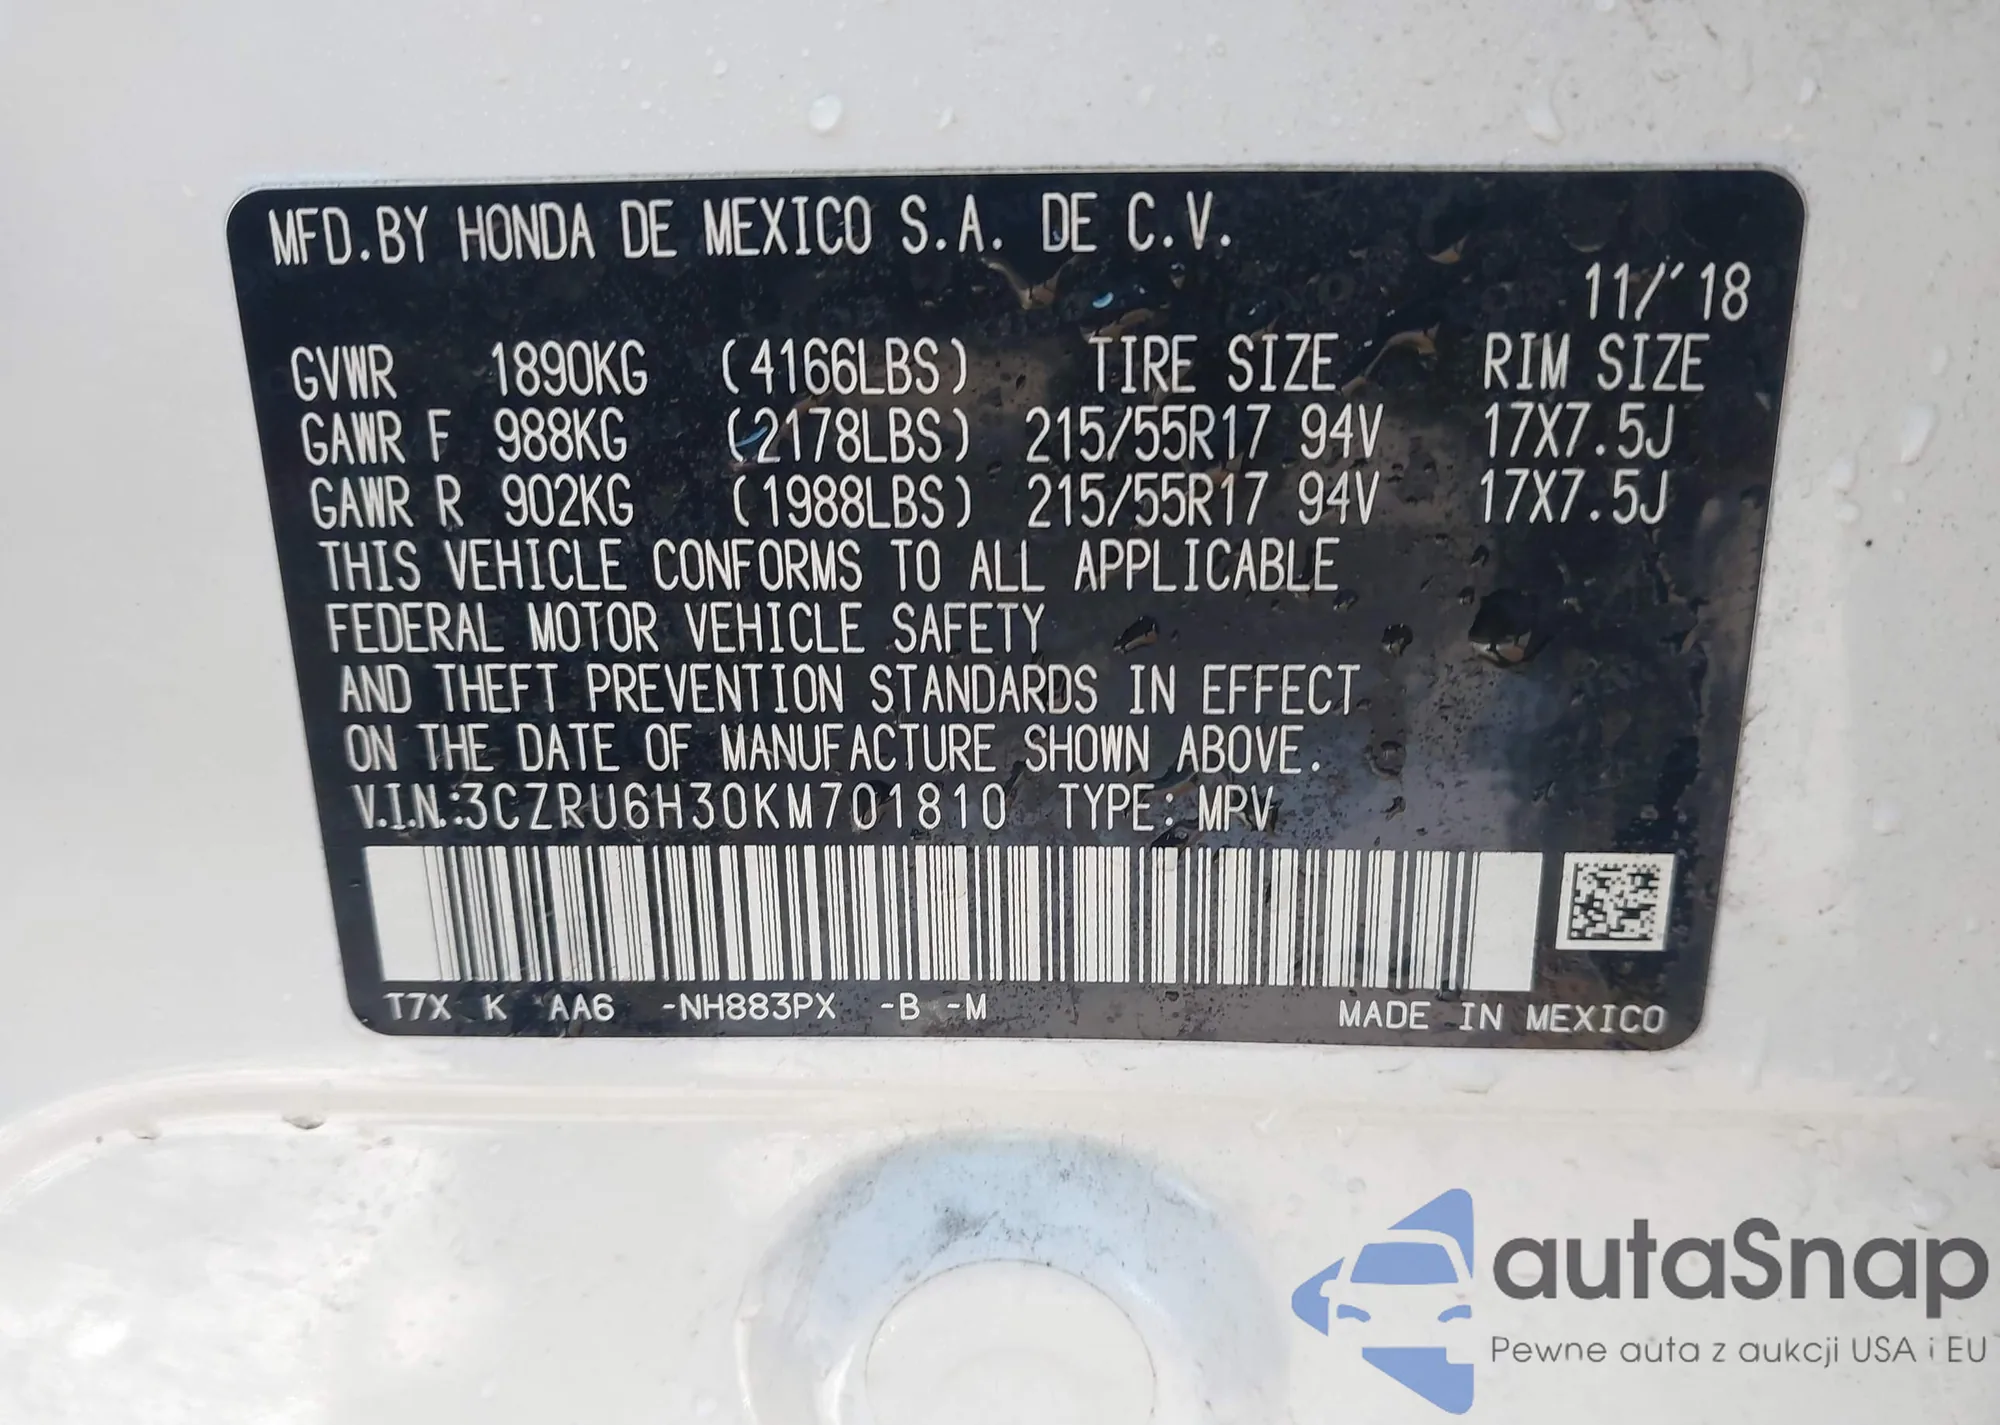 MFD.BY HONDA DE MEXICO S.A. DE C.V.
11/'18
GVWR 1890KG (4166LBS) TIRE SIZE RIM SIZE
GAWR F 988KG (2178LBS) 215/55R17 94V 17X7.5J
GAWR R 902KG (1988LBS) 215/55R17 94V 17X7.5J
THIS VEHICLE CONFORMS TO ALL APPLICABLE
FEDERAL MOTOR VEHICLE SAFETY
AND THEFT PREVENTION STANDARDS IN EFFECT
ON THE DATE OF MANUFACTURE SHOWN ABOVE.
V.I.N.:3CZRU6H30KM701810 TYPE: MPV
T7X K AA6 -NH883PX -B -M MADE IN MEXICO
autaSnap
Pewne auta z aukcji USA i EU